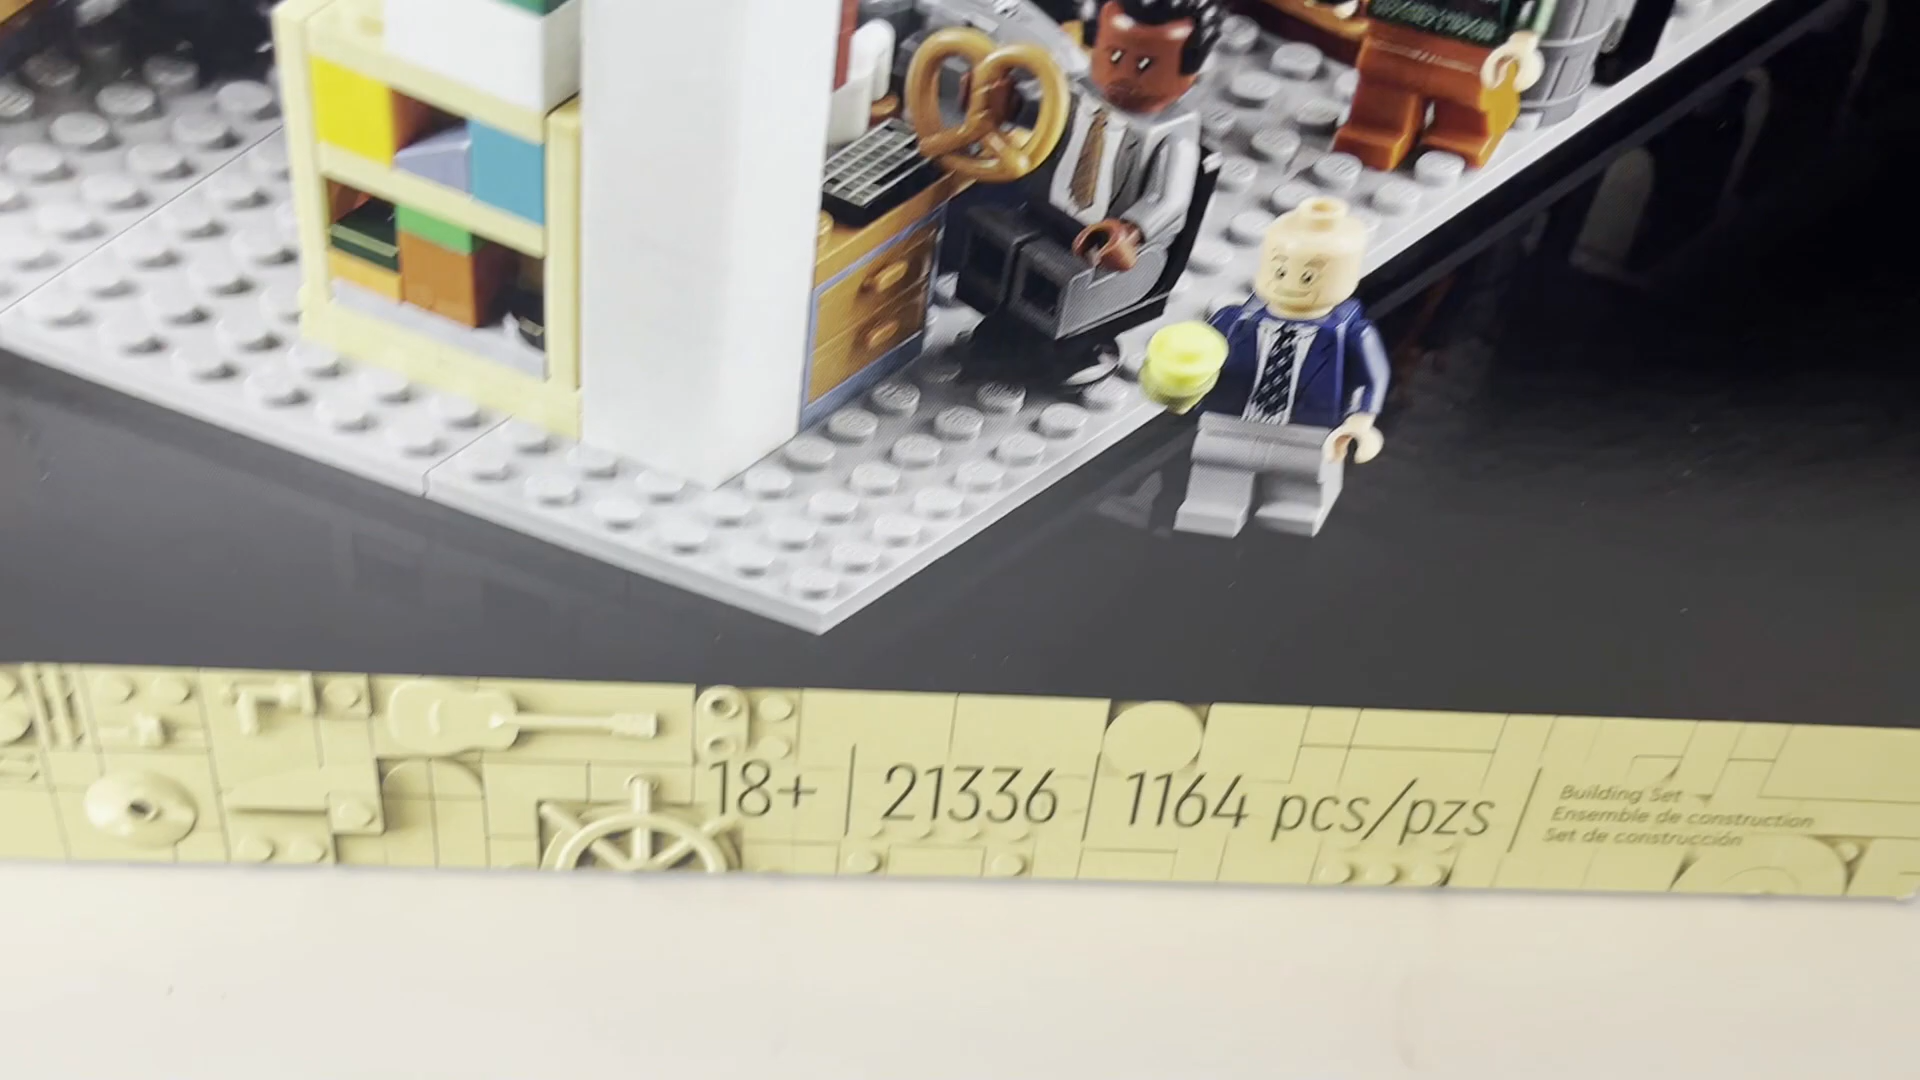 18+ | 21336 | 1164 pcs/pzs
Building Set
Ensemble de construction
Set de construcción